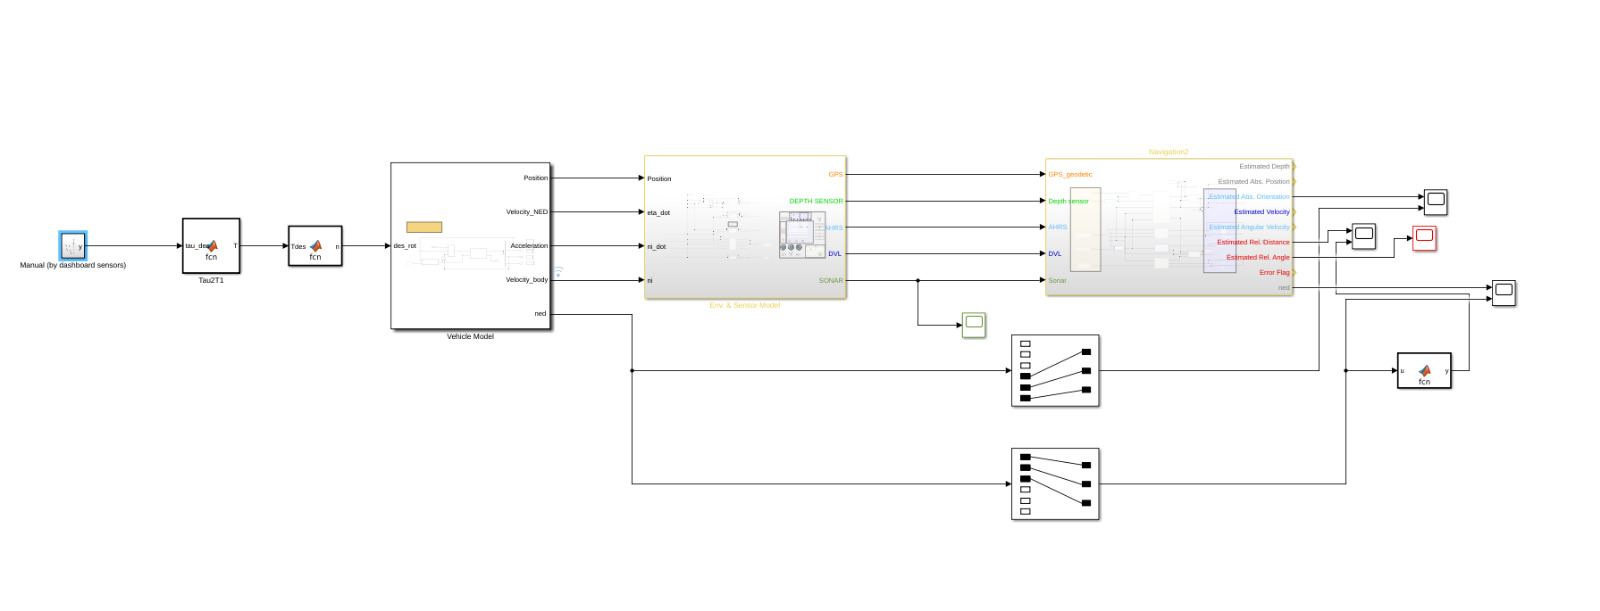 y
Manual (by dashboard sensors)
tau_des
fcn
T
Tau2T1
Tdes
fcn
n
des_rot
Position
Velocity_NED
Acceleration
Velocity_body
ned
Vehicle Model
Position
eta_dot
ni_dot
ni
GPS
DEPTH SENSOR
AHRS
DVL
SONAR
Env. & Sensor Model
Navigation2
GPS_geodetic
Depth sensor
AHRS
DVL
Sonar
Estimated Depth
Estimated Abs. Position
Estimated Abs. Orientation
Estimated Velocity
Estimated Angular Velocity
Estimated Rel. Distance
Estimated Rel. Angle
Error Flag
ned
u
fcn
y